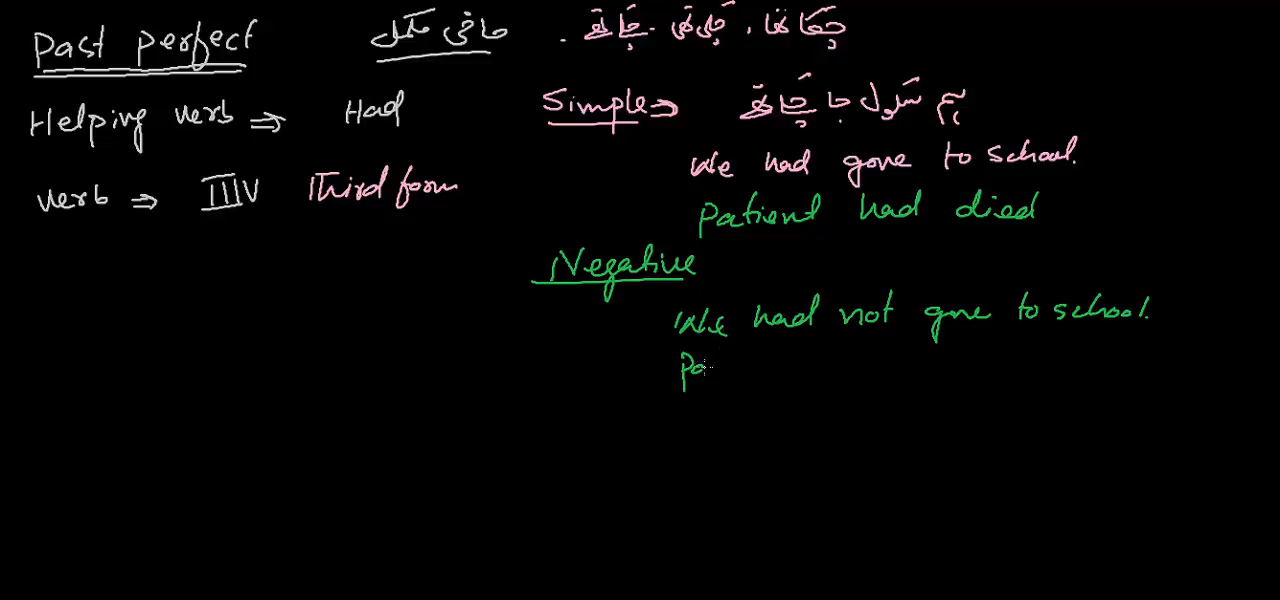 Past perfect ماضی مکمل چکا تھا، چکی تھی۔ چکے تھے۔
Helping verb ⇒ Had
verb ⇒ IIIV Third form
Simple ⇒ ہم سکول جا چکے تھے
We had gone to school.
Patient had died
Negative
We had not gone to school.
Pa